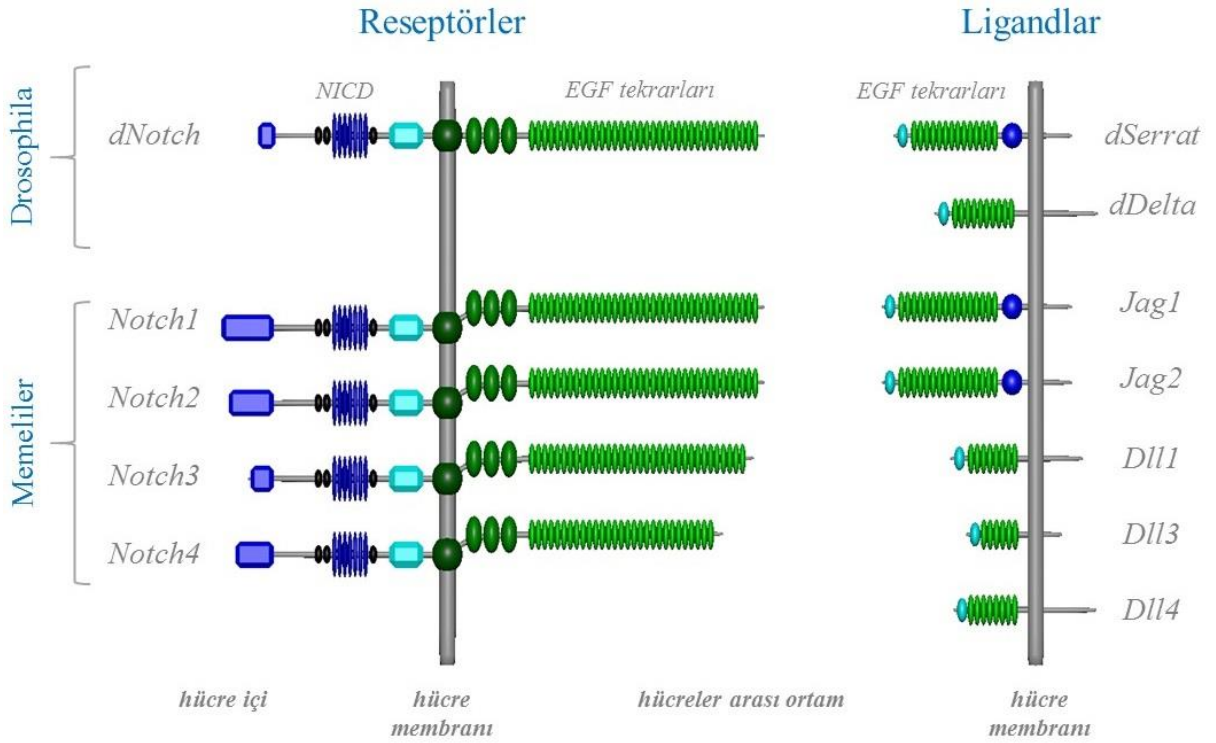 Reseptörler
Ligandlar
Drosophila
NICD
EGF tekrarları
EGF tekrarları
dNotch
dSerrat
dDelta
Memeliler
Notch1
Jag1
Notch2
Jag2
Notch3
Dll1
Notch4
Dll3
Dll4
hücre içi
hücre
membranı
hücreler arası ortam
hücre
membranı